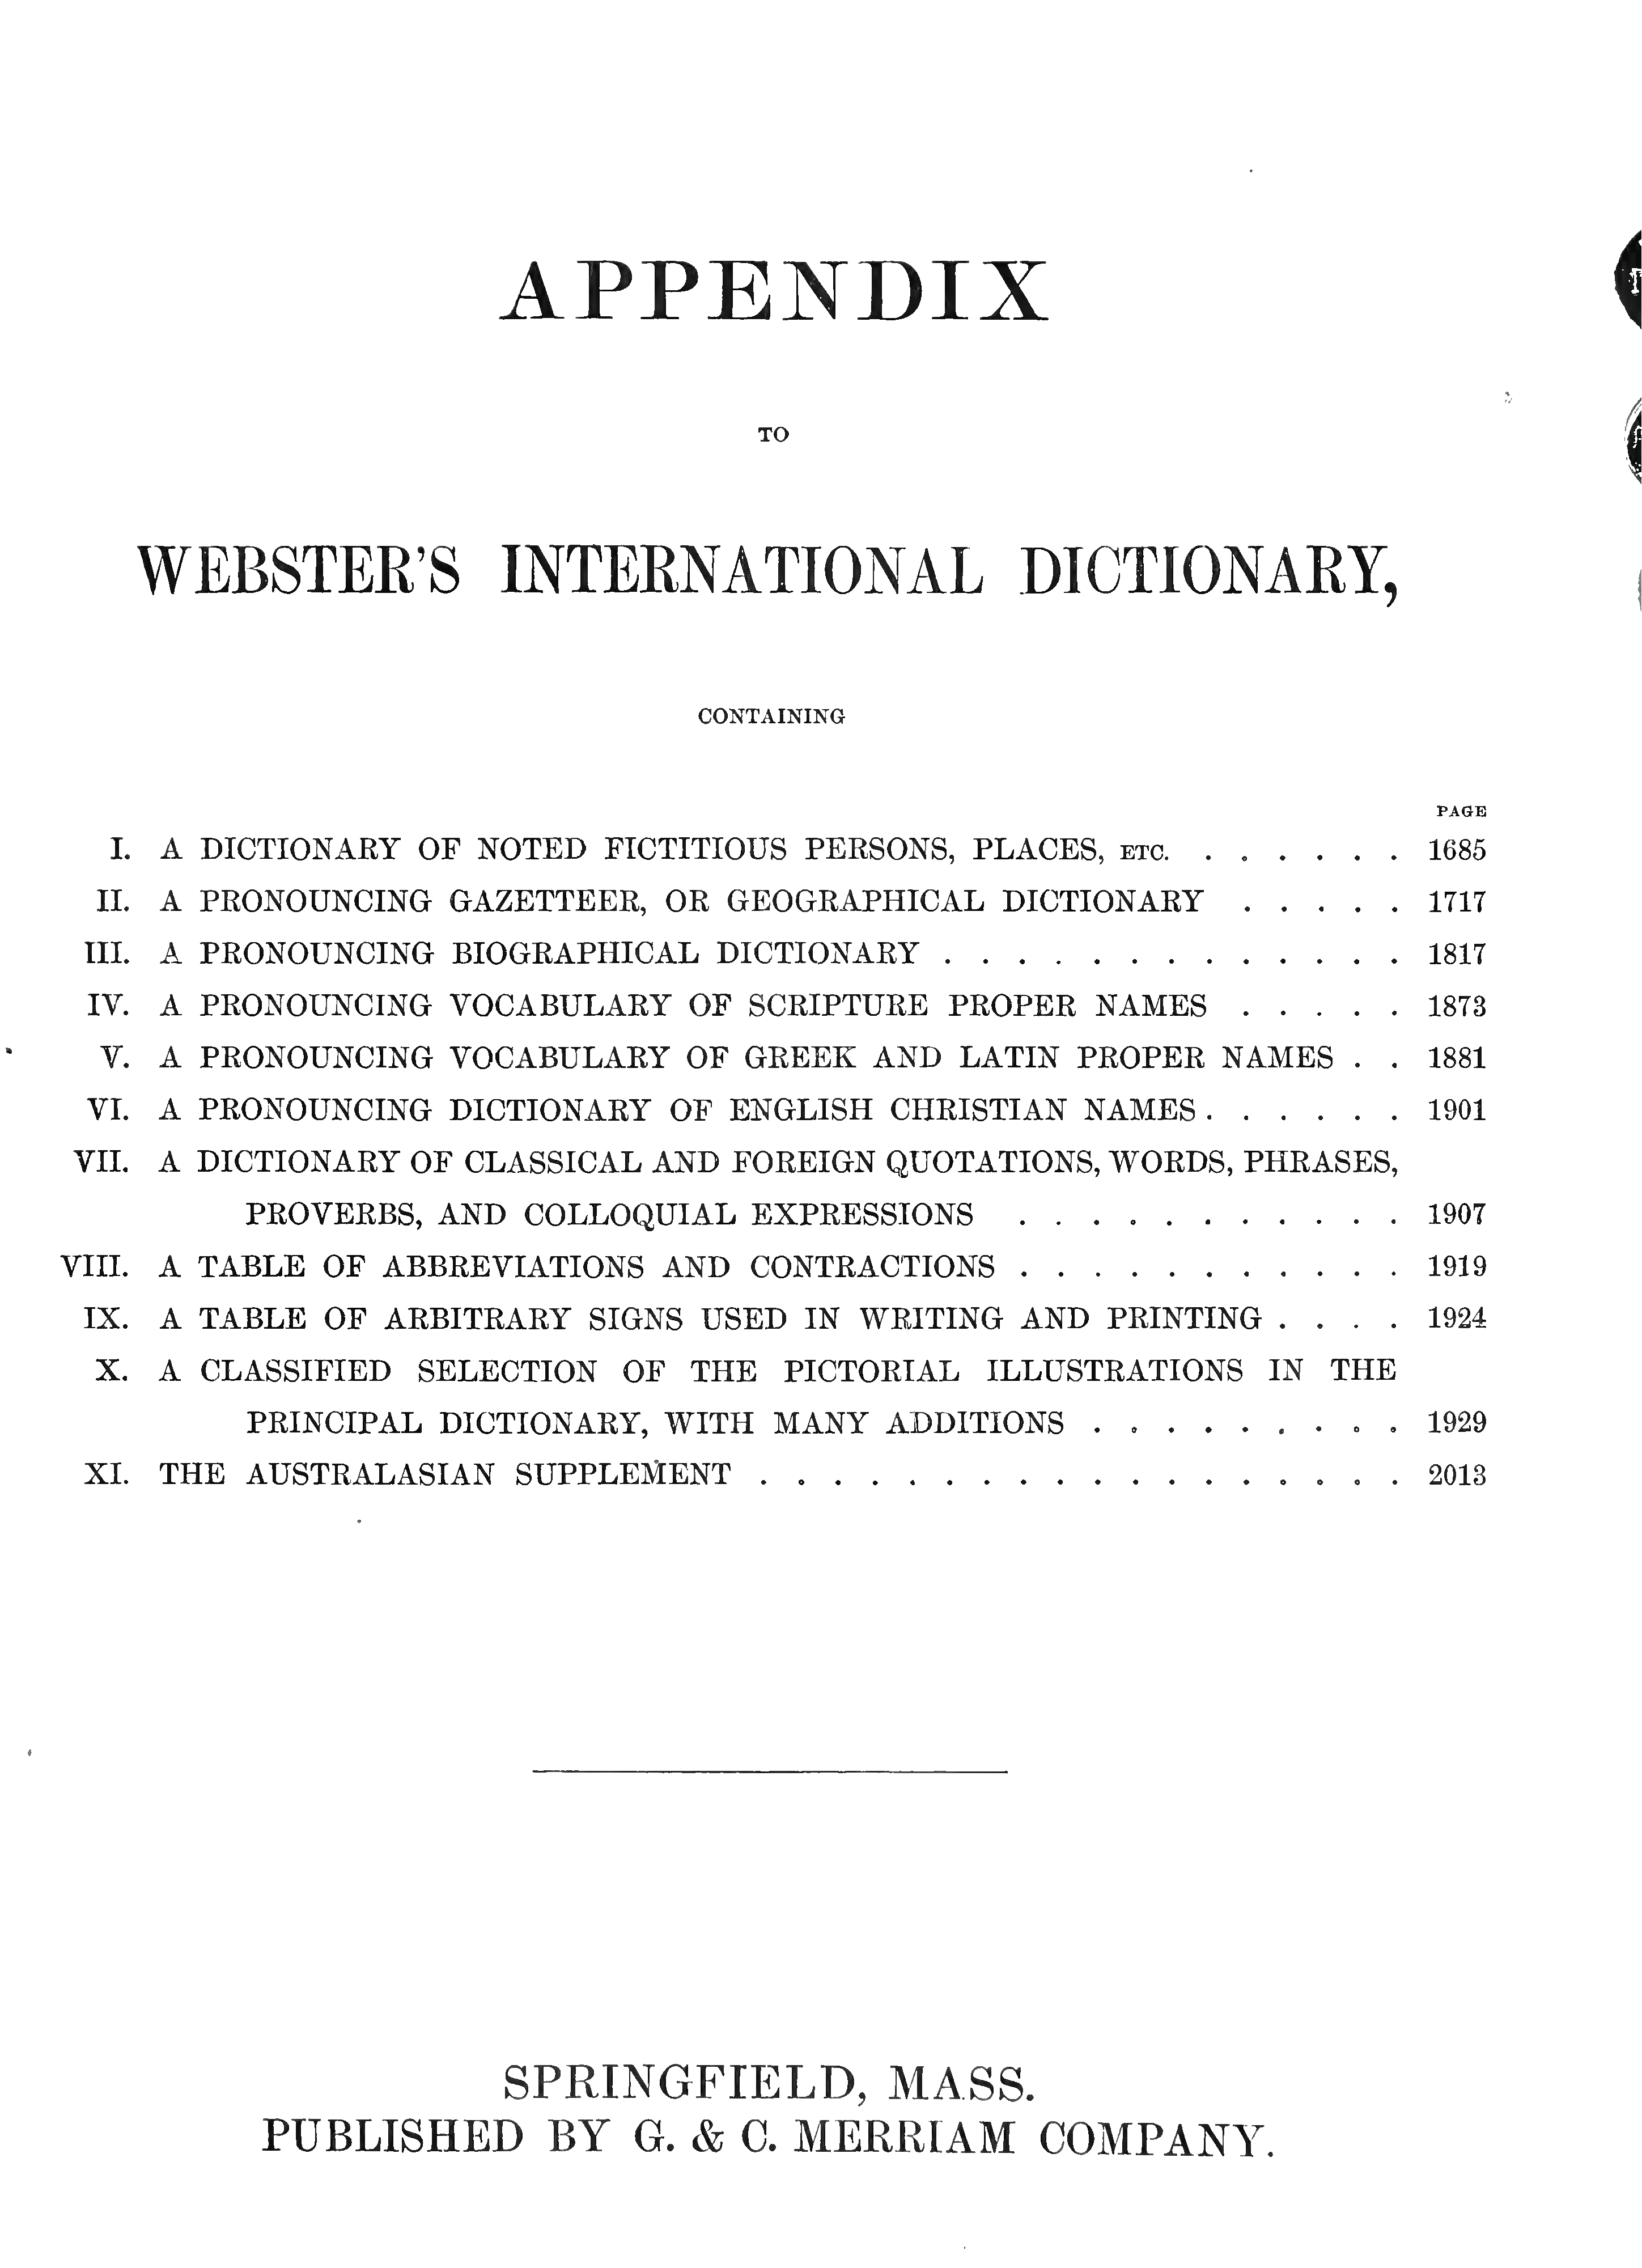 APPENDIX
TO
WEBSTER'S INTERNATIONAL DICTIONARY,
CONTAINING
PAGE
I. A DICTIONARY OF NOTED FICTITIOUS PERSONS, PLACES, ETC. . . . . . . 1685
II. A PRONOUNCING GAZETTEER, OR GEOGRAPHICAL DICTIONARY . . . . . 1717
III. A PRONOUNCING BIOGRAPHICAL DICTIONARY . . . . . . . . . . . . . 1817
IV. A PRONOUNCING VOCABULARY OF SCRIPTURE PROPER NAMES . . . . . 1873
V. A PRONOUNCING VOCABULARY OF GREEK AND LATIN PROPER NAMES . . 1881
VI. A PRONOUNCING DICTIONARY OF ENGLISH CHRISTIAN NAMES . . . . . . 1901
VII. A DICTIONARY OF CLASSICAL AND FOREIGN QUOTATIONS, WORDS, PHRASES,
PROVERBS, AND COLLOQUIAL EXPRESSIONS . . . . . . . . . . . 1907
VIII. A TABLE OF ABBREVIATIONS AND CONTRACTIONS . . . . . . . . . . . 1919
IX. A TABLE OF ARBITRARY SIGNS USED IN WRITING AND PRINTING . . . . 1924
X. A CLASSIFIED SELECTION OF THE PICTORIAL ILLUSTRATIONS IN THE
PRINCIPAL DICTIONARY, WITH MANY ADDITIONS . . . . . . . . . 1929
XI. THE AUSTRALASIAN SUPPLEMENT . . . . . . . . . . . . . . . . . . 2013
SPRINGFIELD, MASS.
PUBLISHED BY G. & C. MERRIAM COMPANY.